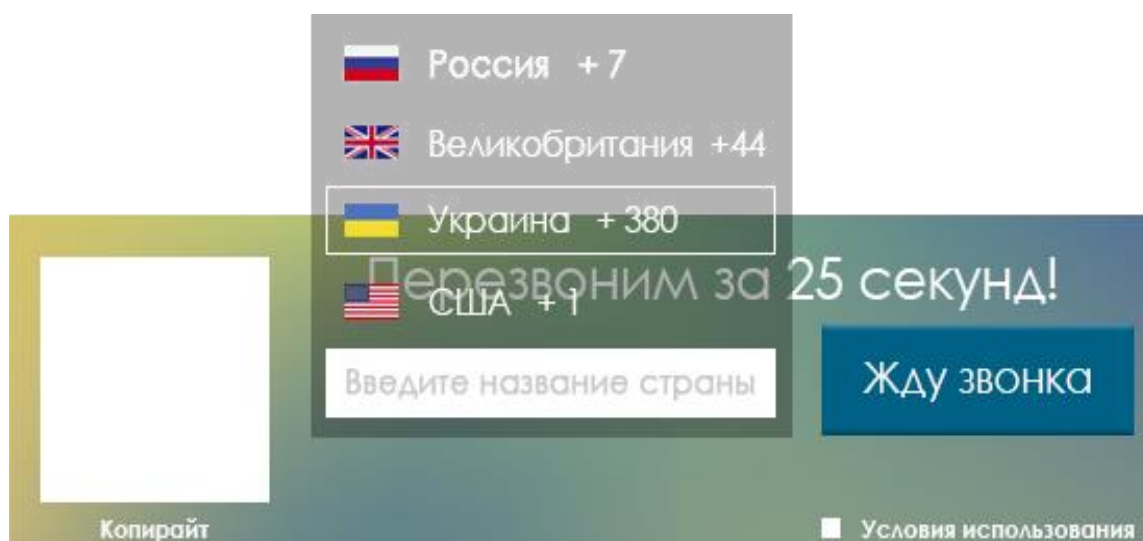 Россия + 7
Великобритания +44
Украина + 380
Перезвоним за 25 секунд!
США + 1
Введите название страны
Жду звонка
Копирайт
Условия использования